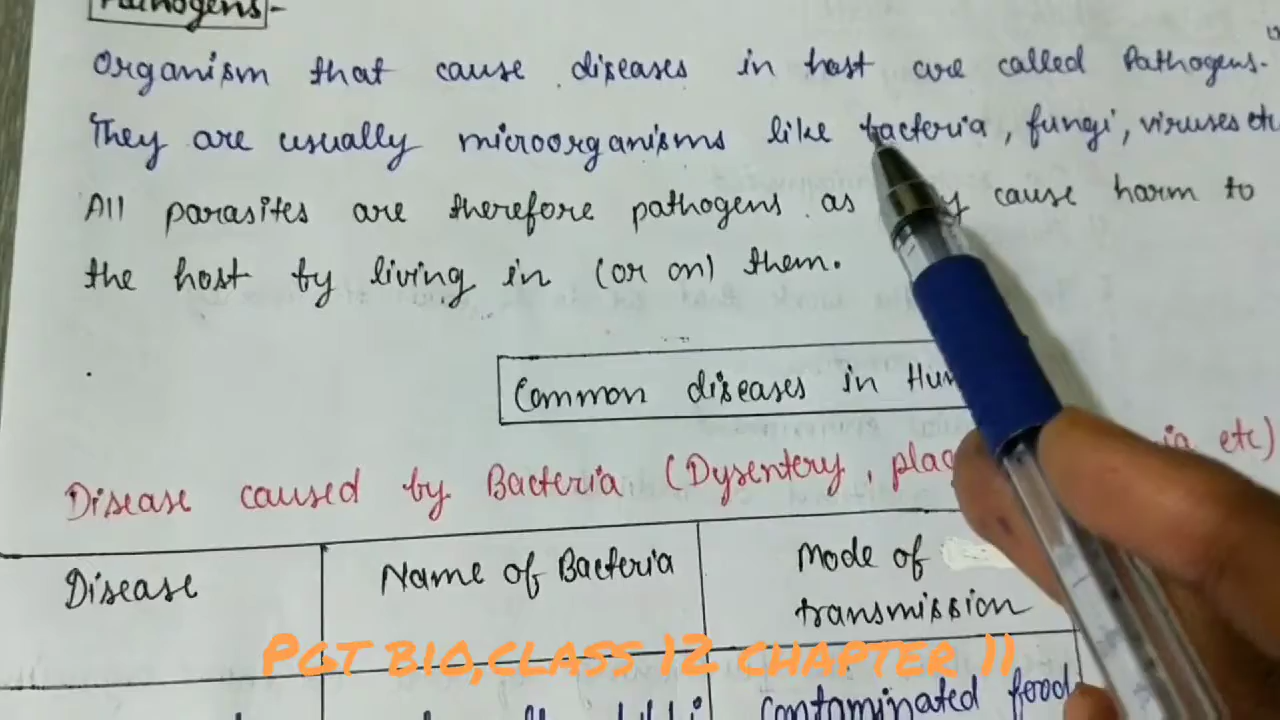 Pathogens-
Organism that cause diseases in host are called Pathogens.
They are usually microorganisms like bacteria, fungi, viruses etc
All parasites are therefore pathogens as cause harm to
the host by living in (or on) them.
Common diseases in Hum
Disease caused by Bacteria (Dysentery, plag etc)
Disease Name of Bacteria Mode of
transmission
Pgt bio,class 12 chapter 11
contaminated food